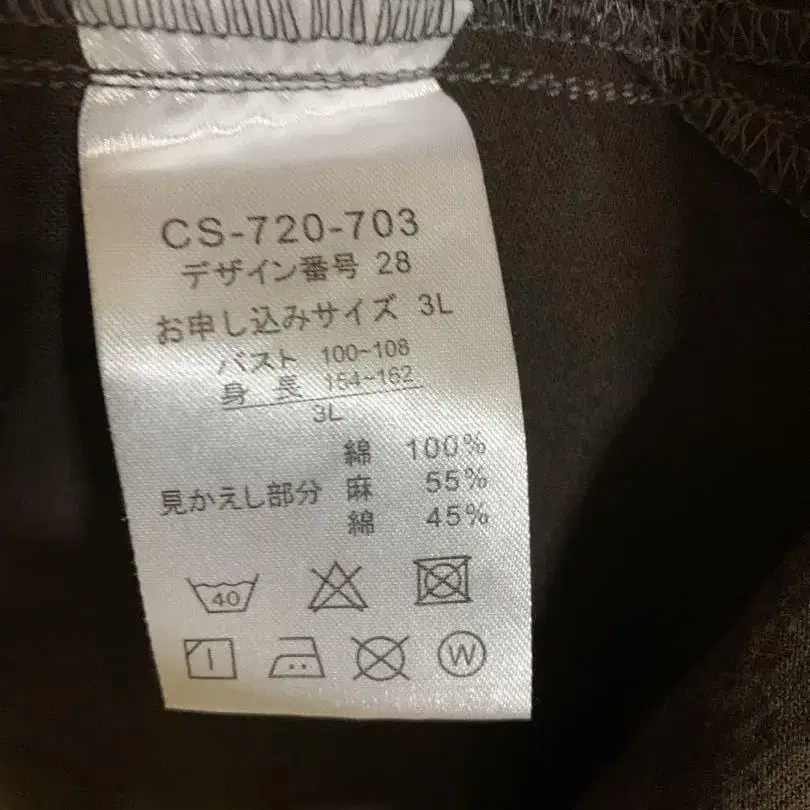 CS-720-703
デザイン番号 28
お申し込みサイズ 3L
バスト 100~108
身長 154~162
3L
綿 100%
見かえし部分 麻 55%
綿 45%
40
W